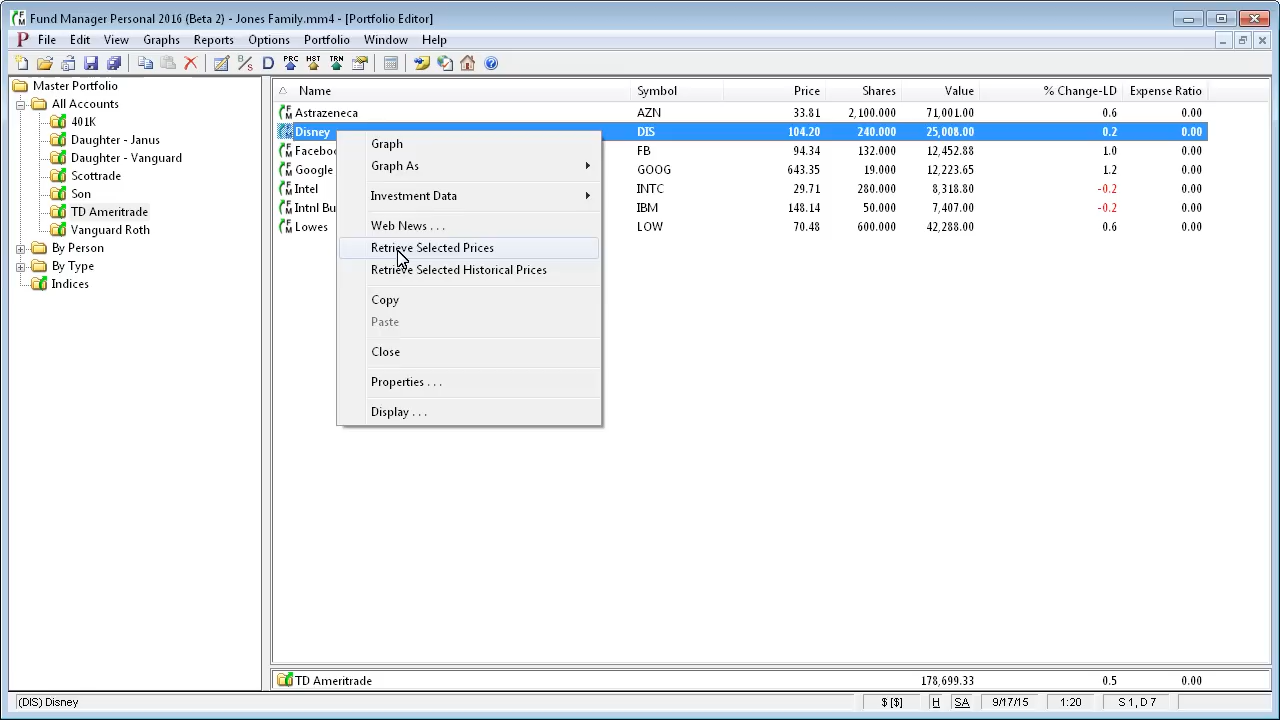 Fund Manager Personal 2016 (Beta 2) - Jones Family.mm4 - [Portfolio Editor]
P File Edit View Graphs Reports Options Portfolio Window Help
B/S D PRC HST TRN
Master Portfolio
All Accounts
401K
Daughter - Janus
Daughter - Vanguard
Scottrade
Son
TD Ameritrade
Vanguard Roth
By Person
By Type
Indices
Name Symbol Price Shares Value % Change-LD Expense Ratio
Astrazeneca AZN 33.81 2,100.000 71,001.00 0.6 0.00
Disney DIS 104.20 240.000 25,008.00 0.2 0.00
Faceboo FB 94.34 132.000 12,452.88 1.0 0.00
Google GOOG 643.35 19.000 12,223.65 1.2 0.00
Intel INTC 29.71 280.000 8,318.80 -0.2 0.00
Intnl Bu IBM 148.14 50.000 7,407.00 -0.2 0.00
Lowes LOW 70.48 600.000 42,288.00 0.6 0.00
Graph
Graph As
Investment Data
Web News . . .
Retrieve Selected Prices
Retrieve Selected Historical Prices
Copy
Paste
Close
Properties . . .
Display . . .
TD Ameritrade 178,699.33 0.5 0.00
(DIS) Disney $ [$] H SA 9/17/15 1:20 S 1, D 7